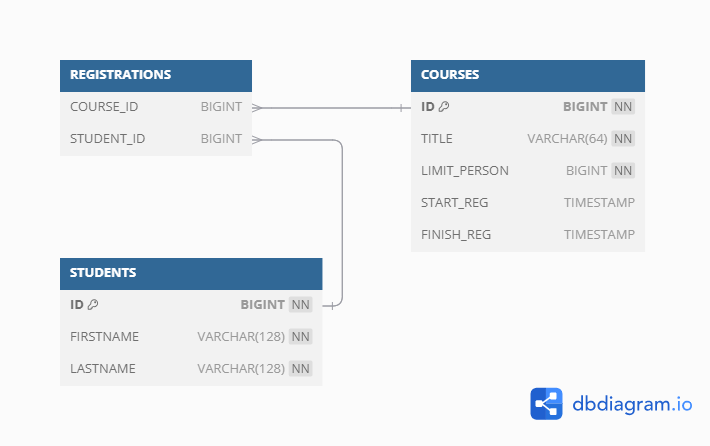 REGISTRATIONS
COURSE_ID BIGINT
STUDENT_ID BIGINT
COURSES
ID BIGINT NN
TITLE VARCHAR(64) NN
LIMIT_PERSON BIGINT NN
START_REG TIMESTAMP
FINISH_REG TIMESTAMP
STUDENTS
ID BIGINT NN
FIRSTNAME VARCHAR(128) NN
LASTNAME VARCHAR(128) NN
dbdiagram.io